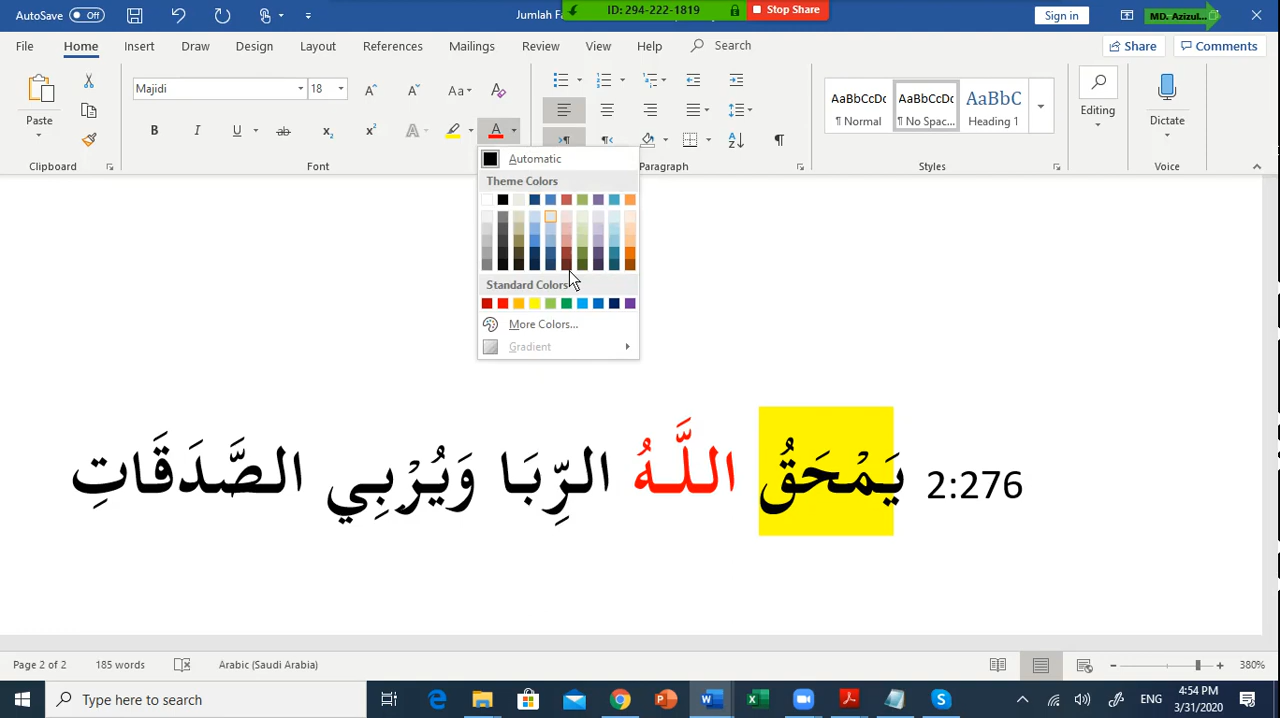 AutoSave Off Jumlah Fa ID: 294-222-1819 Stop Share Sign in MD. Azizul...
File Home Insert Draw Design Layout References Mailings Review View Help Search Share Comments
Paste Majidi 18 AaBbCcDc AaBbCcDc AaBbC Editing Dictate
¶ Normal ¶ No Spac... Heading 1
Clipboard Font Paragraph Styles Voice
Automatic
Theme Colors
Standard Colors
More Colors...
Gradient
2:276 يَمْحَقُ اللَّهُ الرِّبَا وَيُرْبِي الصَّدَقَاتِ
Page 2 of 2 185 words Arabic (Saudi Arabia) 380%
Type here to search ENG 4:54 PM
3/31/2020